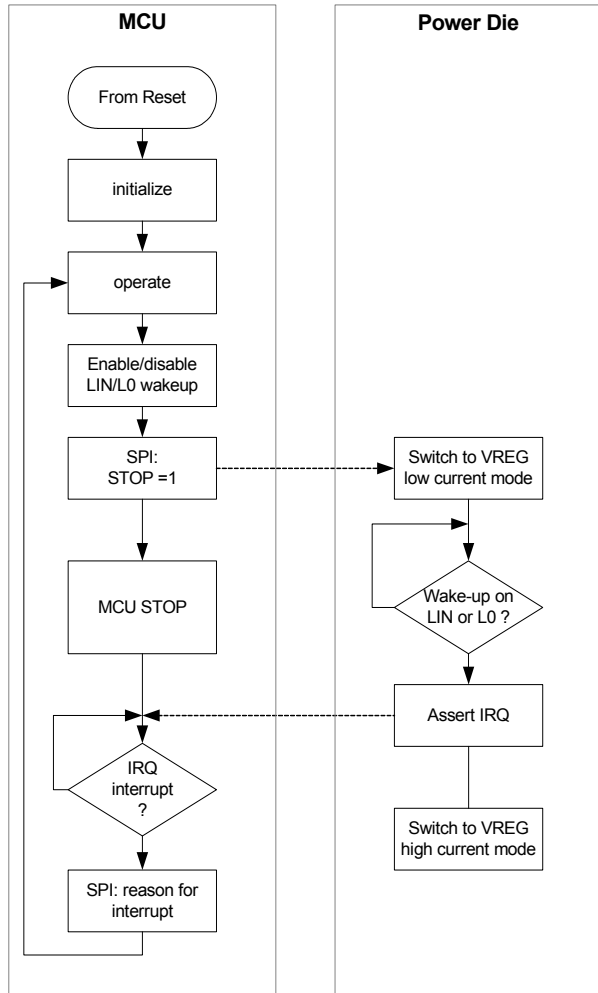 MCU
From Reset
initialize
operate
Enable/disable
LIN/L0 wakeup
SPI:
STOP =1
MCU STOP
IRQ
interrupt
?
SPI: reason for
interrupt
Power Die
Switch to VREG
low current mode
Wake-up on
LIN or L0 ?
Assert IRQ
Switch to VREG
high current mode